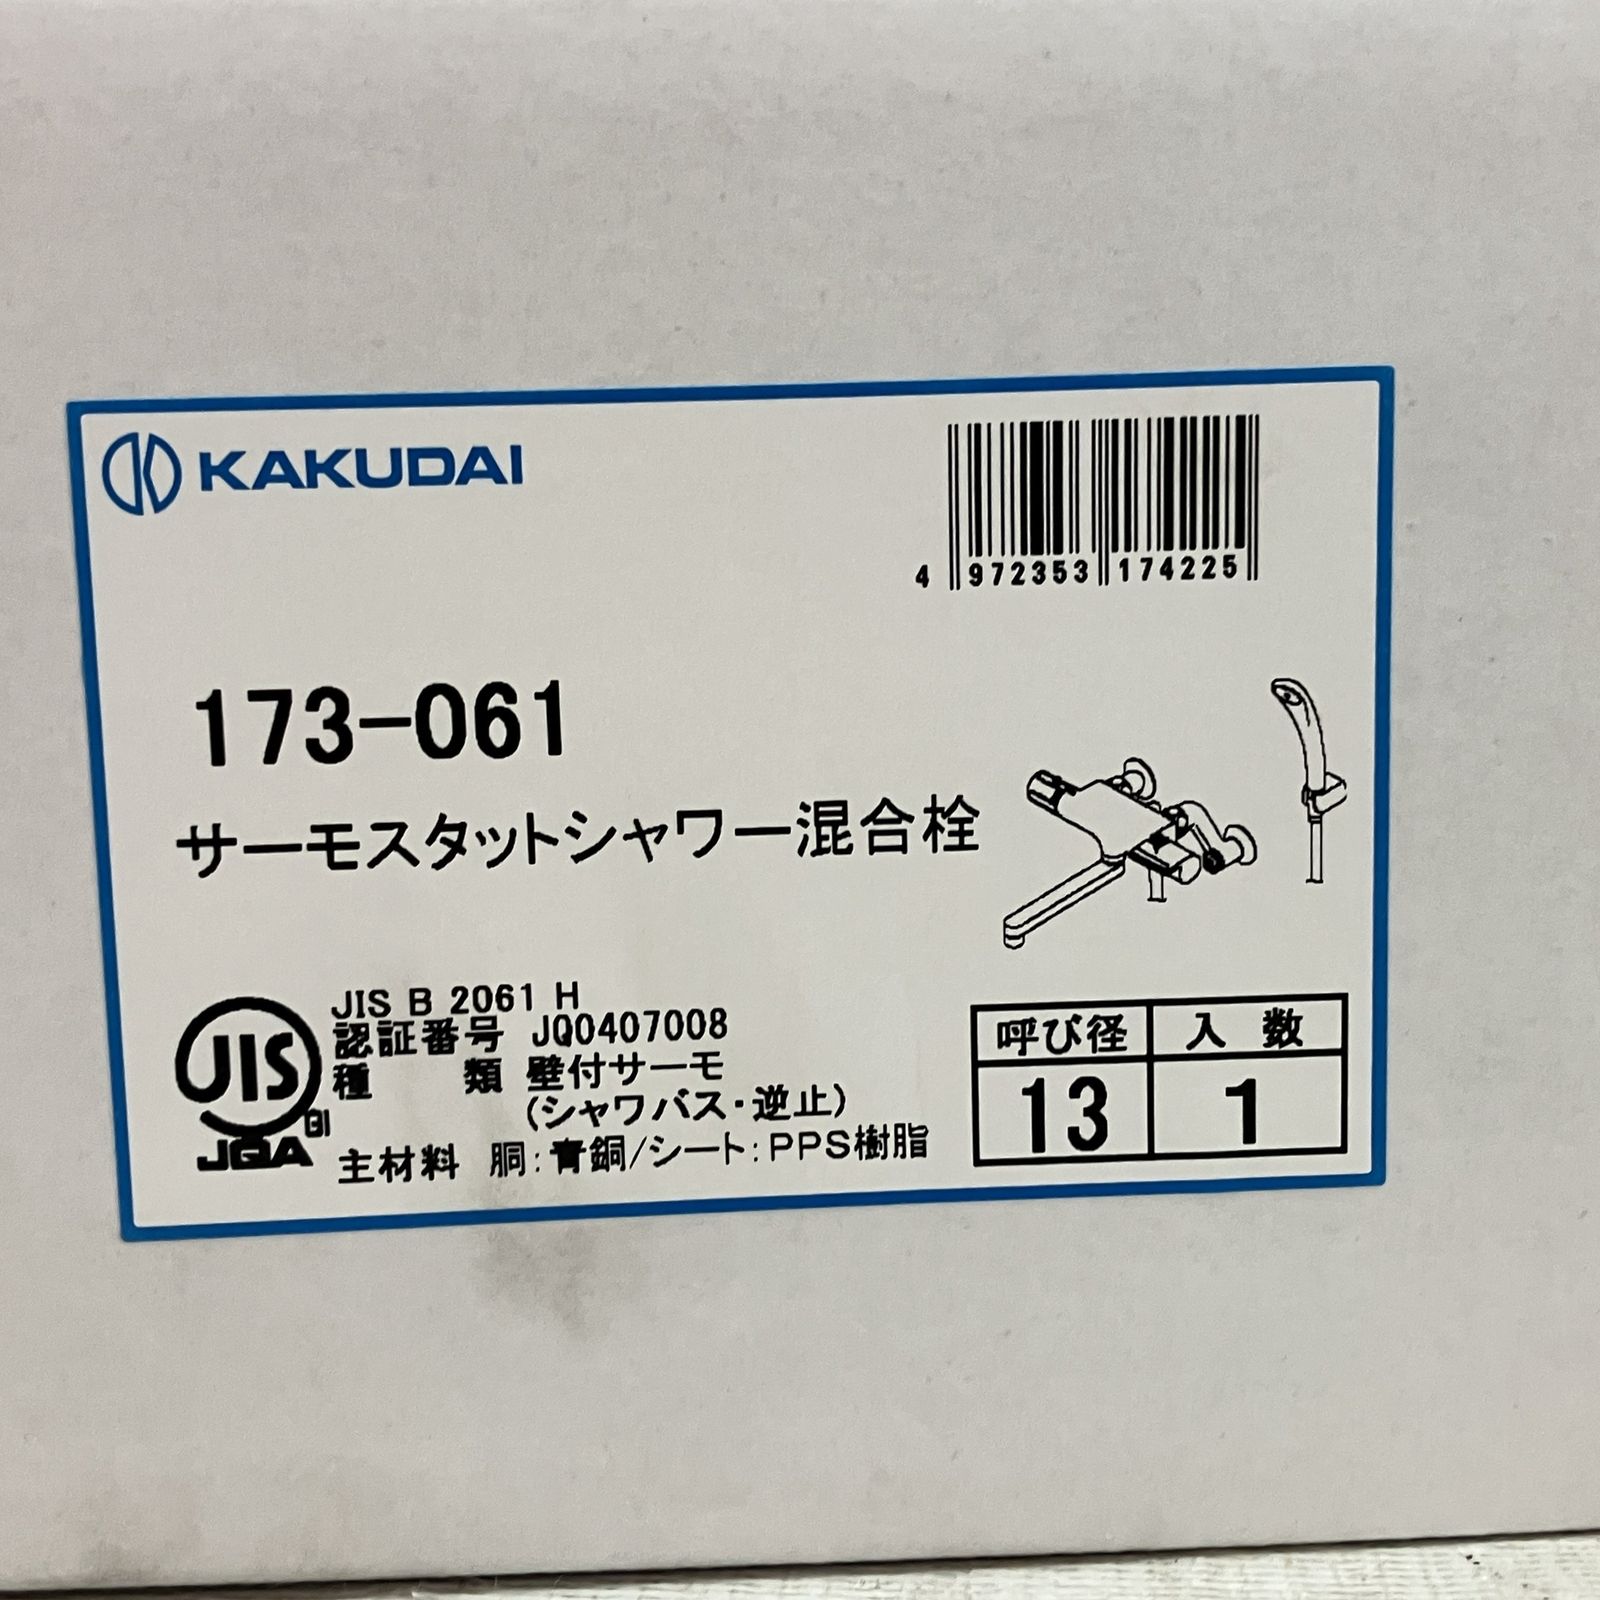 KAKUDAI
4 972353 174225
173-061
サーモスタットシャワー混合栓
JIS B 2061 H
認証番号 JQ0407008
種 類 壁付サーモ
(シャワバス・逆止)
主材料 胴:青銅/シート:PPS樹脂
JIS
JQA
GI
呼び径 入 数
13 1